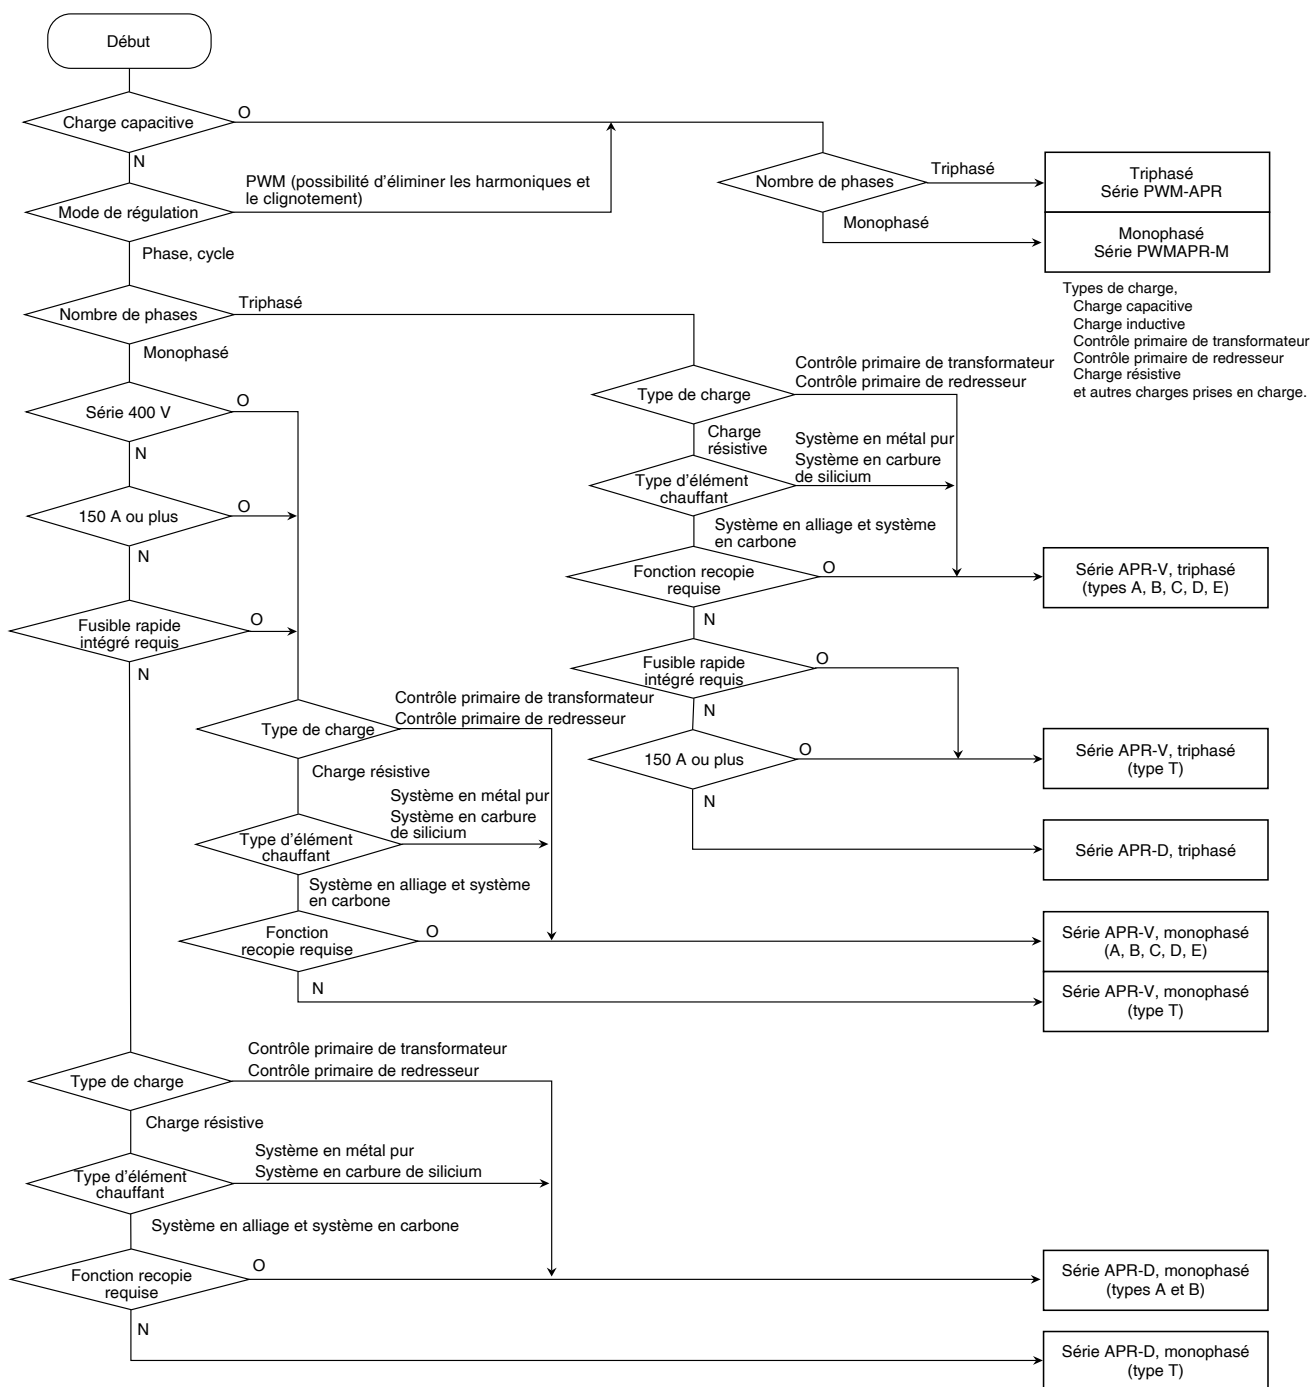 Début
Charge capacitive
O
N
PWM (possibilité d'éliminer les harmoniques et
le clignotement)
Mode de régulation
Phase, cycle
Nombre de phases
Triphasé
Monophasé
Triphasé
Série PWM-APR
Monophasé
Série PWMAPR-M
Types de charge,
Charge capacitive
Charge inductive
Contrôle primaire de transformateur
Contrôle primaire de redresseur
Charge résistive
et autres charges prises en charge.
Nombre de phases
Triphasé
Monophasé
Série 400 V
O
N
150 A ou plus
O
N
Fusible rapide
intégré requis
O
N
Contrôle primaire de transformateur
Contrôle primaire de redresseur
Type de charge
Charge
résistive
Système en métal pur
Système en carbure
de silicium
Type d'élément
chauffant
Système en alliage et système
en carbone
Fonction recopie
requise
O
N
Série APR-V, triphasé
(types A, B, C, D, E)
Fusible rapide
intégré requis
O
N
150 A ou plus
O
N
Série APR-V, triphasé
(type T)
Série APR-D, triphasé
Contrôle primaire de transformateur
Contrôle primaire de redresseur
Type de charge
Charge résistive
Système en métal pur
Système en carbure
de silicium
Type d'élément
chauffant
Système en alliage et système
en carbone
Fonction
recopie requise
O
N
Série APR-V, monophasé
(A, B, C, D, E)
Série APR-V, monophasé
(type T)
Contrôle primaire de transformateur
Contrôle primaire de redresseur
Type de charge
Charge résistive
Système en métal pur
Système en carbure de silicium
Type d'élément
chauffant
Système en alliage et système en carbone
Fonction recopie
requise
O
N
Série APR-D, monophasé
(types A et B)
Série APR-D, monophasé
(type T)